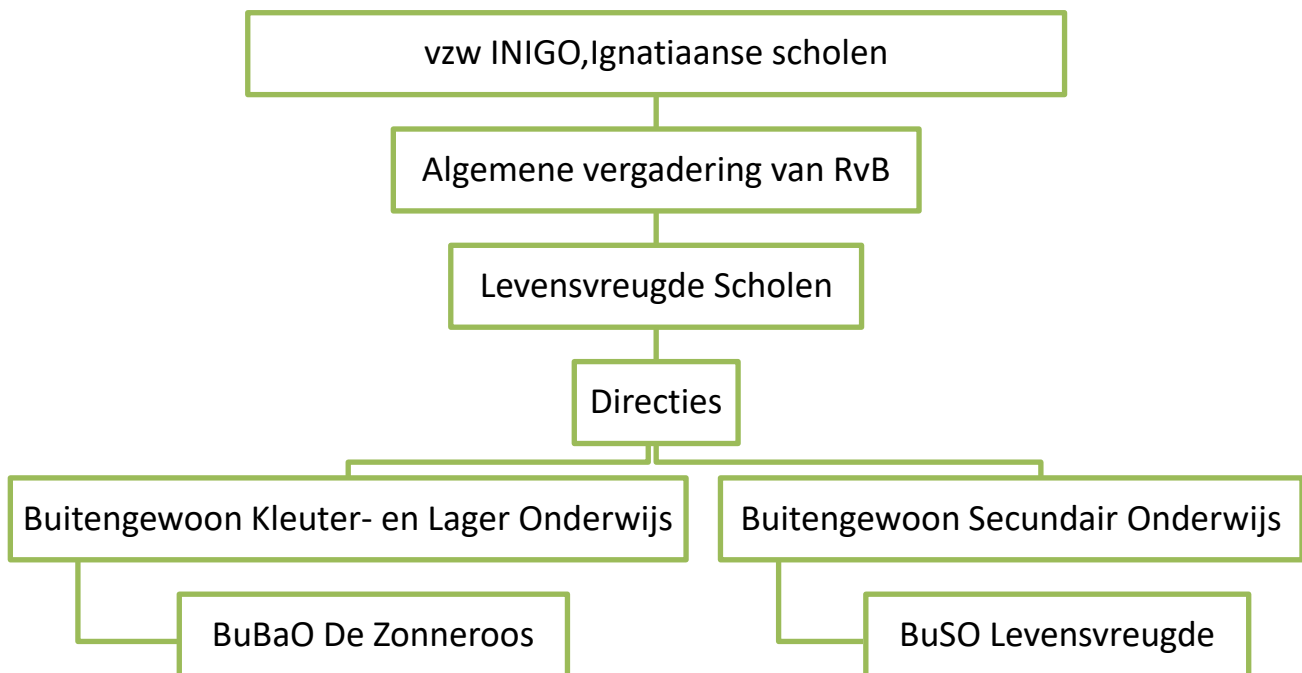 vzw INIGO,Ignatiaanse scholen
Algemene vergadering van RvB
Levensvreugde Scholen
Directies
Buitengewoon Kleuter- en Lager Onderwijs
Buitengewoon Secundair Onderwijs
BuBaO De Zonneroos
BuSO Levensvreugde